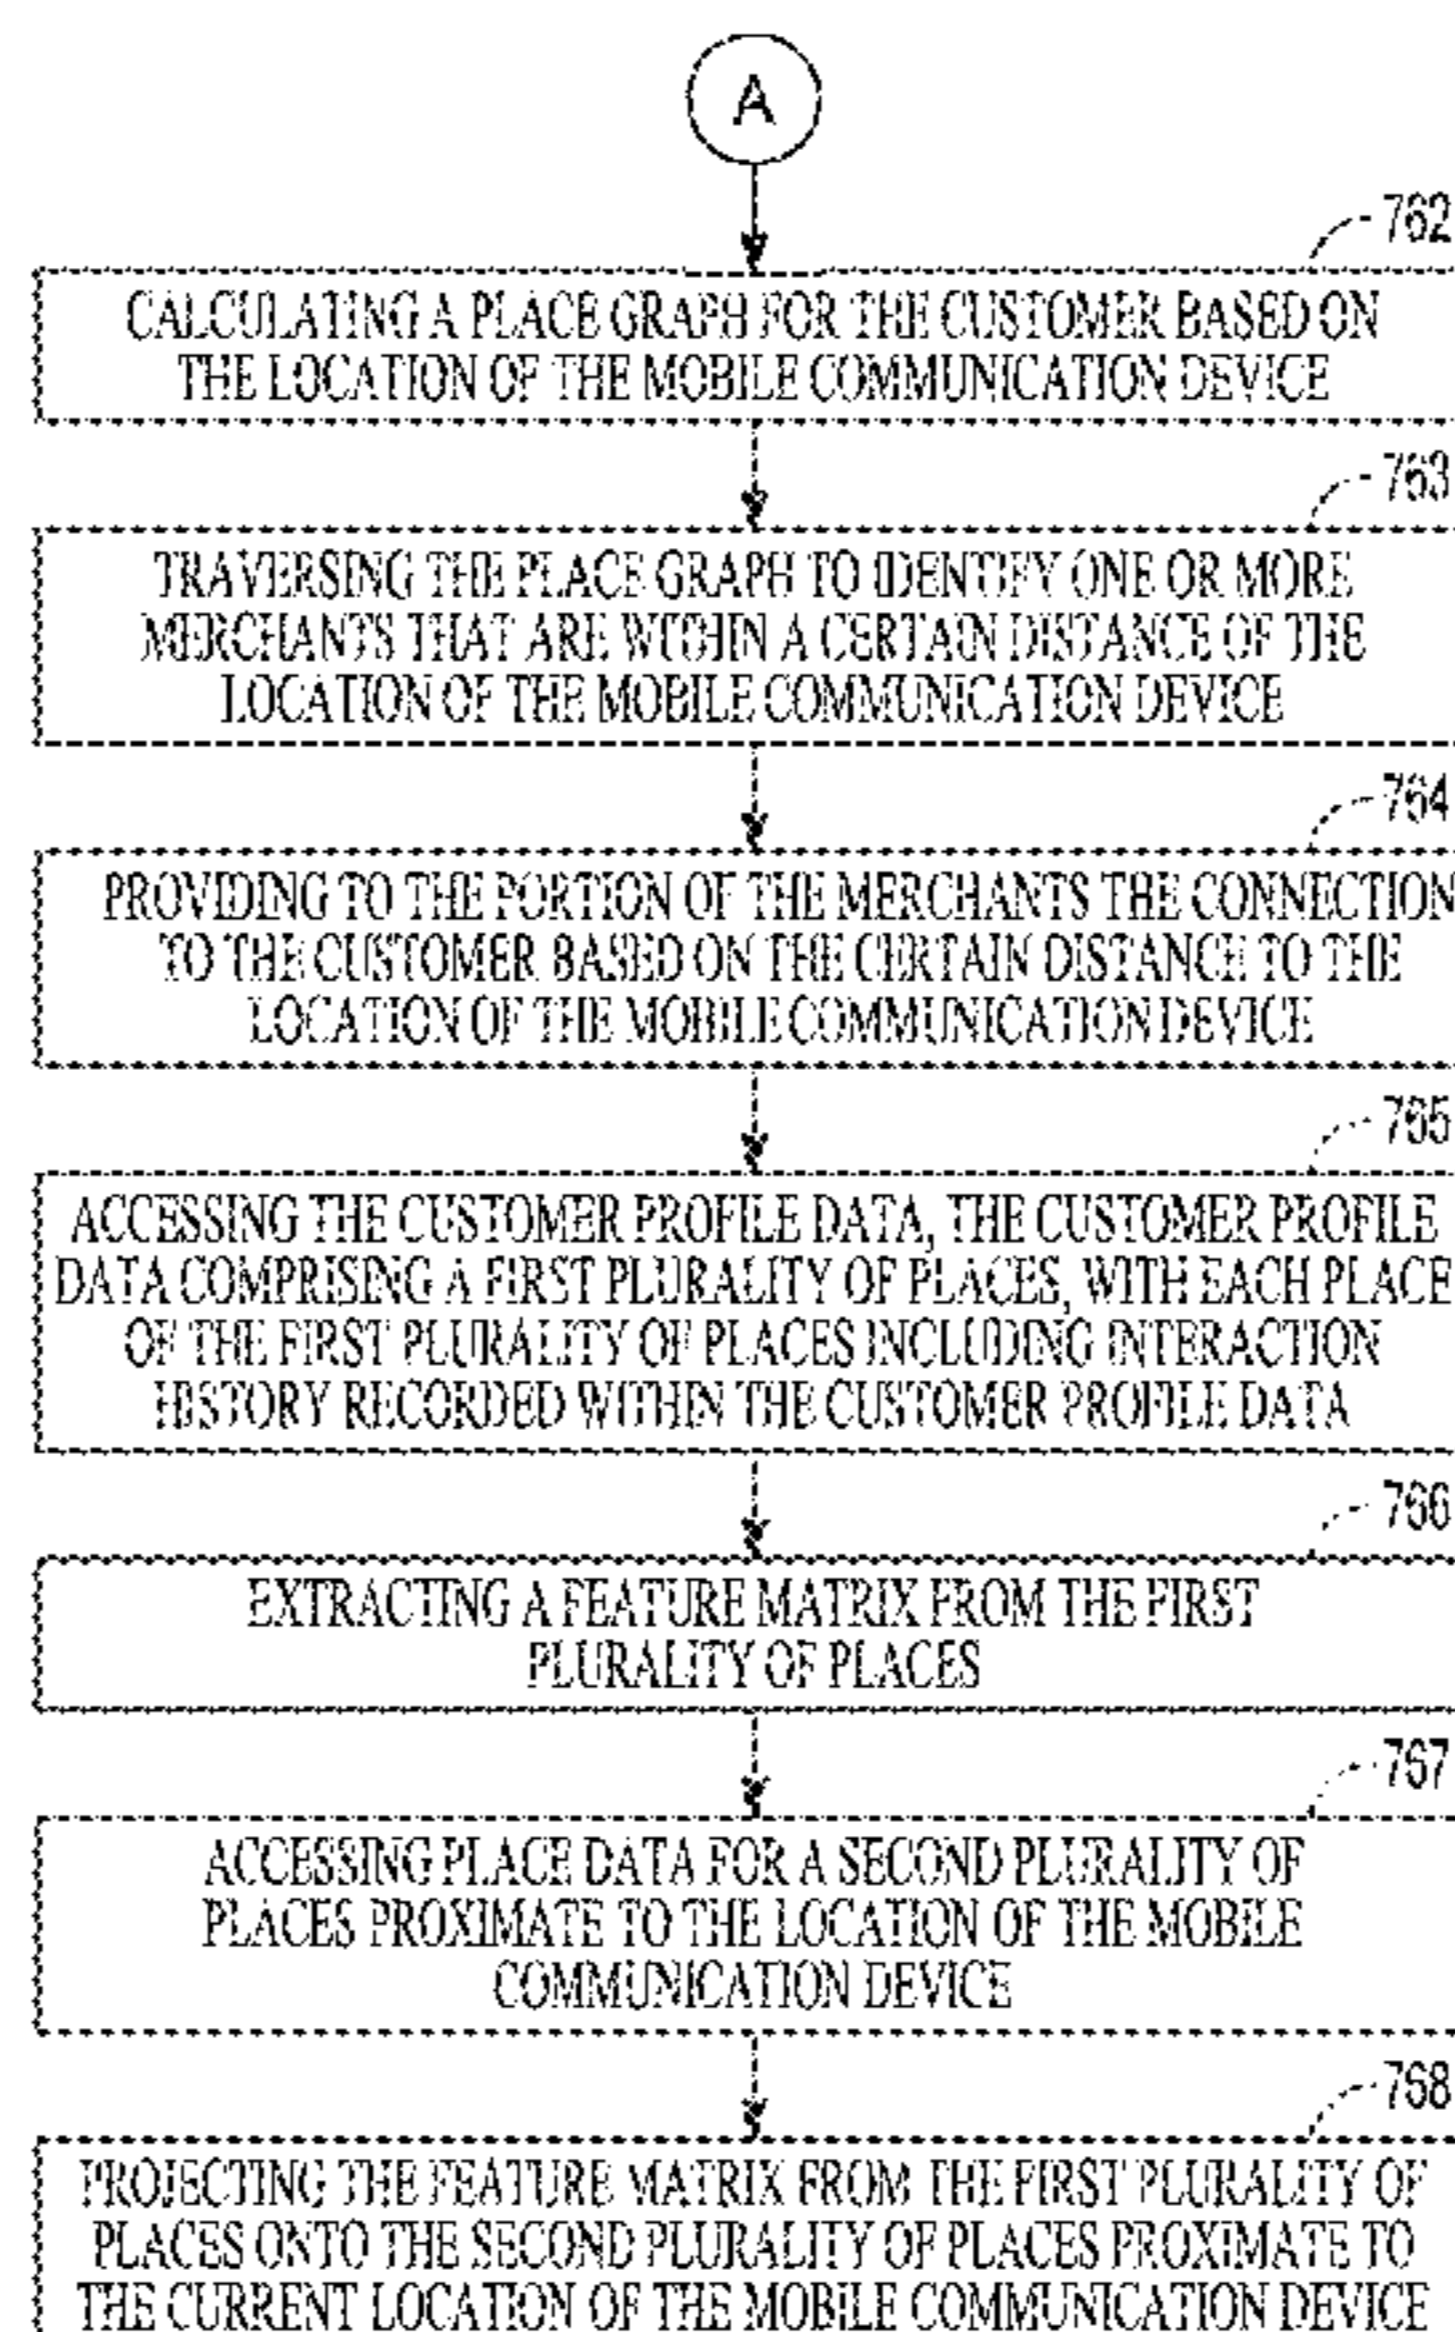 A
762
CALCULATING A PLACE GRAPH FOR THE CUSTOMER BASED ON
THE LOCATION OF THE MOBILE COMMUNICATION DEVICE
763
TRAVERSING THE PLACE GRAPH TO IDENTIFY ONE OR MORE
MERCHANTS THAT ARE WITHIN A CERTAIN DISTANCE OF THE
LOCATION OF THE MOBILE COMMUNICATION DEVICE
764
PROVIDING TO THE PORTION OF THE MERCHANTS THE CONNECTION
TO THE CUSTOMER BASED ON THE CERTAIN DISTANCE TO THE
LOCATION OF THE MOBILE COMMUNICATION DEVICE
765
ACCESSING THE CUSTOMER PROFILE DATA, THE CUSTOMER PROFILE
DATA COMPRISING A FIRST PLURALITY OF PLACES, WITH EACH PLACE
OF THE FIRST PLURALITY OF PLACES INCLUDING INTERACTION
HISTORY RECORDED WITHIN THE CUSTOMER PROFILE DATA
766
EXTRACTING A FEATURE MATRIX FROM THE FIRST
PLURALITY OF PLACES
767
ACCESSING PLACE DATA FOR A SECOND PLURALITY OF
PLACES PROXIMATE TO THE LOCATION OF THE MOBILE
COMMUNICATION DEVICE
768
PROJECTING THE FEATURE MATRIX FROM THE FIRST PLURALITY OF
PLACES ONTO THE SECOND PLURALITY OF PLACES PROXIMATE TO
THE CURRENT LOCATION OF THE MOBILE COMMUNICATION DEVICE